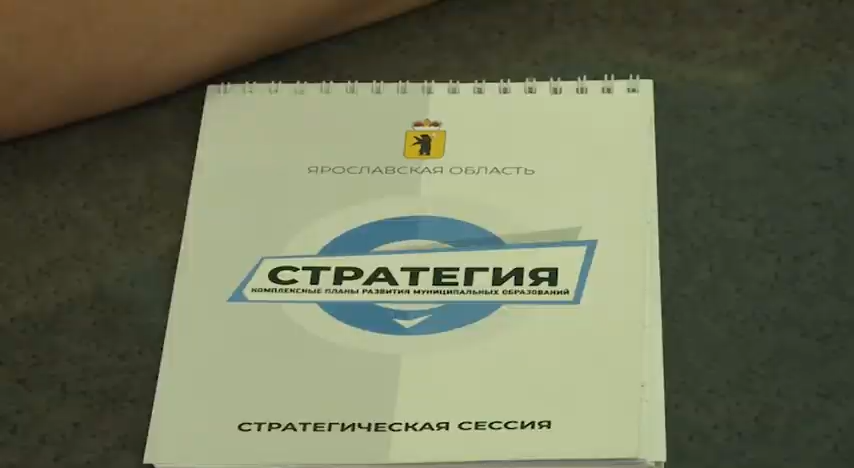 ЯРОСЛАВСКАЯ ОБЛАСТЬ
СТРАТЕГИЯ
КОМПЛЕКСНЫЕ ПЛАНЫ РАЗВИТИЯ МУНИЦИПАЛЬНЫХ ОБРАЗОВАНИЙ
СТРАТЕГИЧЕСКАЯ СЕССИЯ